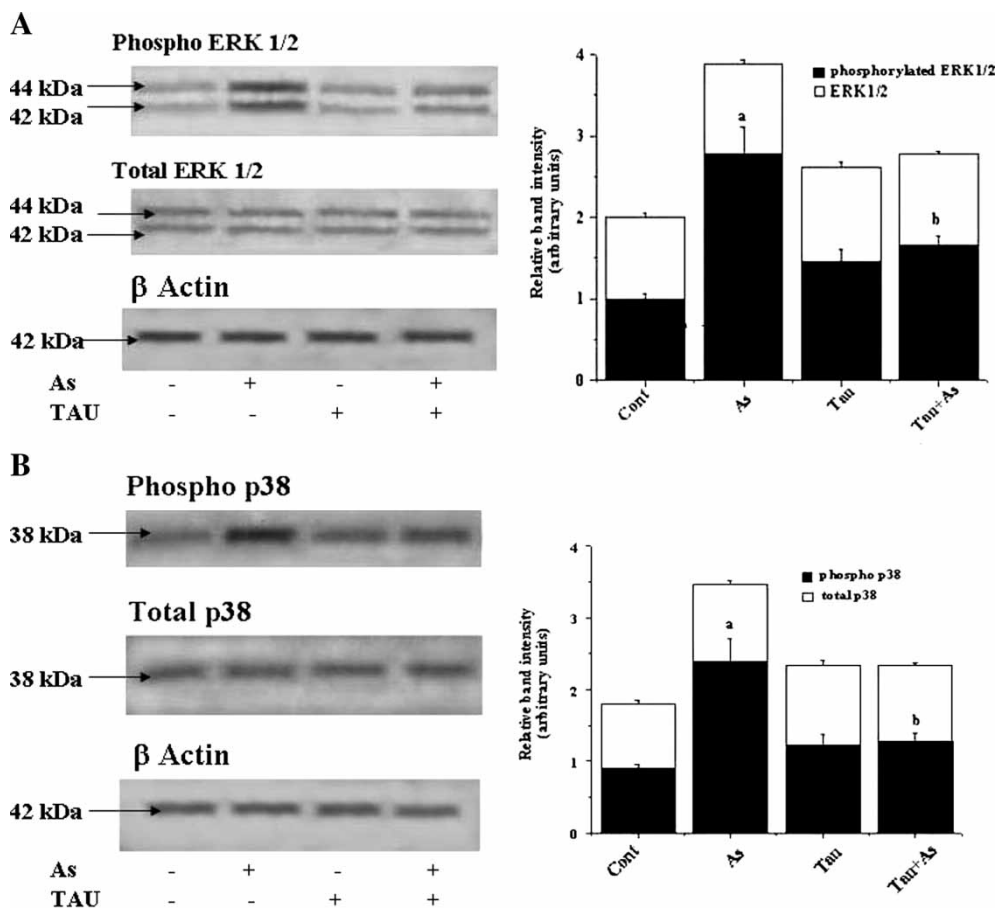 A
Phospho ERK 1/2
44 kDa
42 kDa
Total ERK 1/2
44 kDa
42 kDa
β Actin
42 kDa
As - + - +
TAU - - + +
4
3
2
1
0
Relative band intensity
(arbitrary units)
phosphorylated ERK1/2
ERK1/2
a
b
Cont As Tau Tau+As
B
Phospho p38
38 kDa
Total p38
38 kDa
β Actin
42 kDa
As - + - +
TAU - - + +
4
3
2
1
0
Relative band intensity
(arbitrary units)
phospho p38
total p38
a
b
Cont As Tau Tau+As